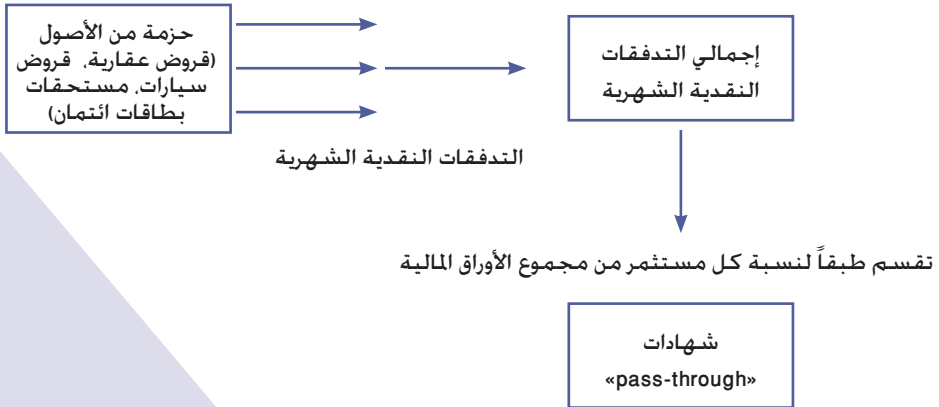 حزمة من الأصول
(قروض عقارية، قروض
سيارات، مستحقات
بطاقات ائتمان)
إجمالي التدفقات
النقدية الشهرية
التدفقات النقدية الشهرية
تقسم طبقاً لنسبة كل مستثمر من مجموع الأوراق المالية
شهادات
«pass-through»